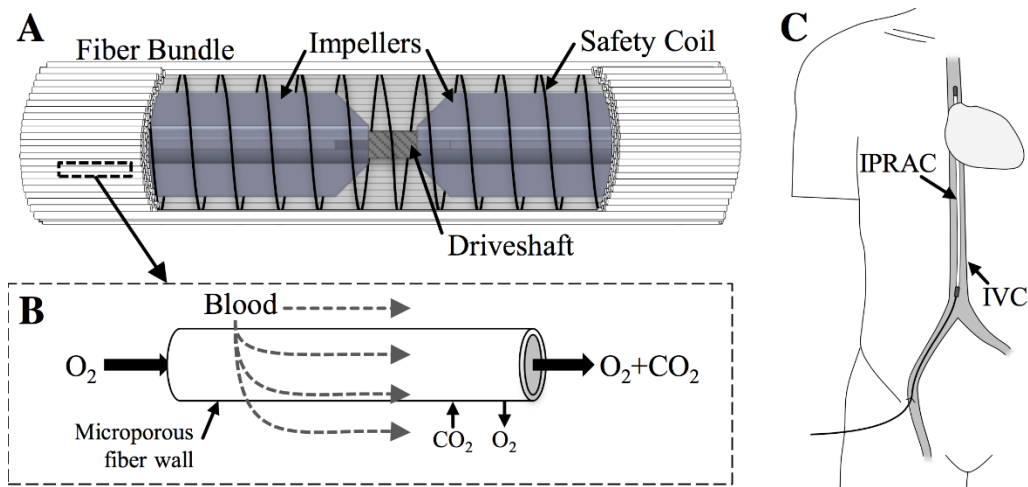 A
Fiber Bundle
Impellers
Safety Coil
Driveshaft
B
Blood
O₂
O₂+CO₂
Microporous
fiber wall
CO₂
O₂
C
IPRAC
IVC